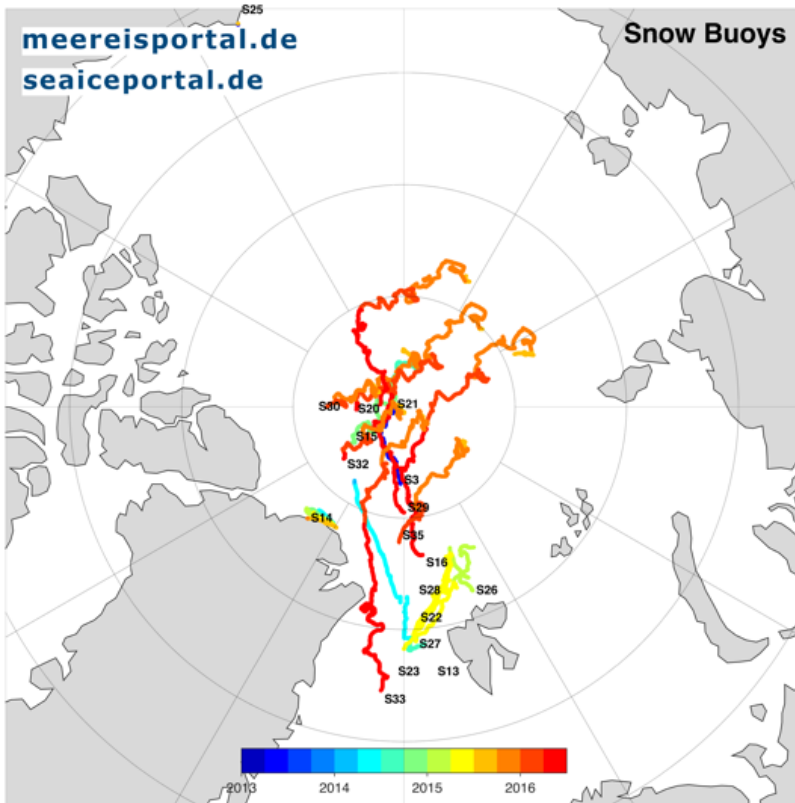 S25
meereisportal.de
Snow Buoys
seaiceportal.de
S30
S20
S21
S15
S32
S3
S29
S14
S35
S16
S28
S26
S22
S27
S23
S13
S33
2013 2014 2015 2016